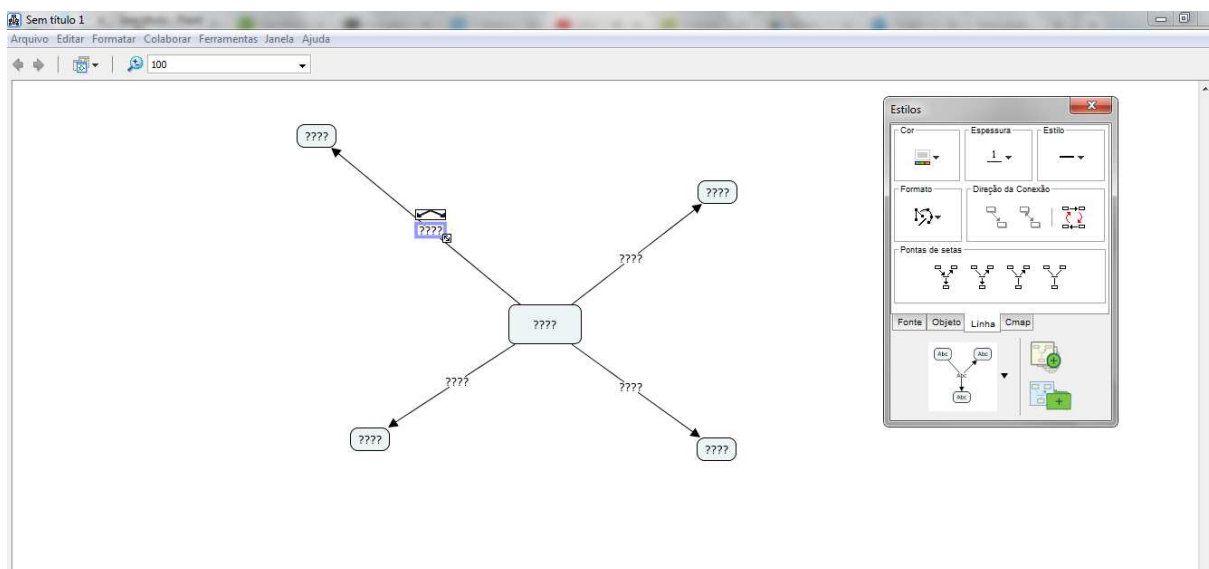 Sem título 1
Arquivo Editar Formatar Colaborar Ferramentas Janela Ajuda
100
????
????
????
????
????
????
????
????
????
Estilos
Cor Espessura Estilo
1
Formato Direção da Conexão
Pontas de setas
Fonte Objeto Linha Cmap
Abc Abc
Abc
Abc